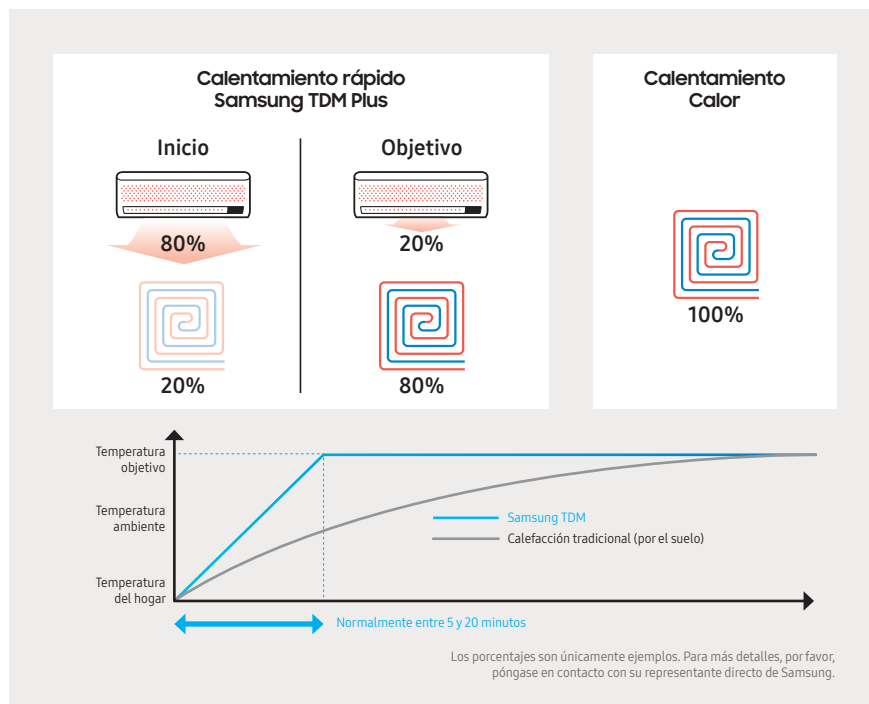 Calentamiento rápido
Samsung TDM Plus
Inicio
Objetivo
80%
20%
20%
80%
Calentamiento
Calor
100%
Temperatura
objetivo
Temperatura
ambiente
Temperatura
del hogar
Samsung TDM
Calefacción tradicional (por el suelo)
Normalmente entre 5 y 20 minutos
Los porcentajes son únicamente ejemplos. Para más detalles, por favor,
póngase en contacto con su representante directo de Samsung.